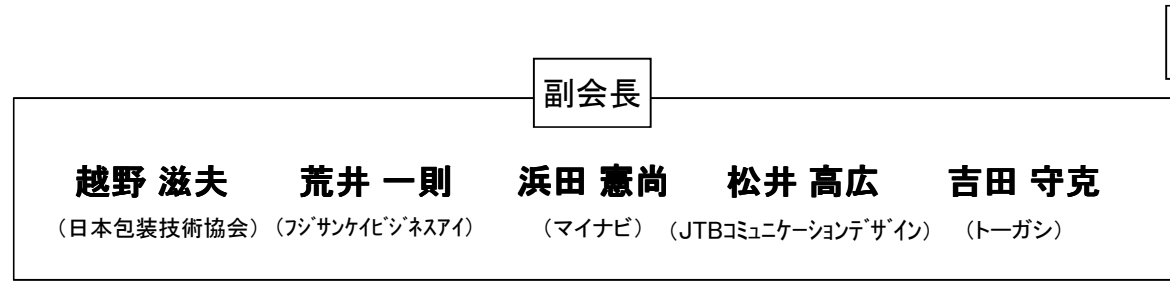 副会長
越野 滋夫 荒井 一則 浜田 憲尚 松井 高広 吉田 守克
（日本包装技術協会） （ﾌｼﾞｻﾝｹｲﾋﾞｼﾞﾈｽｱｲ） （マイナビ） （JTBｺﾐｭﾆｹｰｼｮﾝﾃﾞｻﾞｲﾝ） （トーガシ）